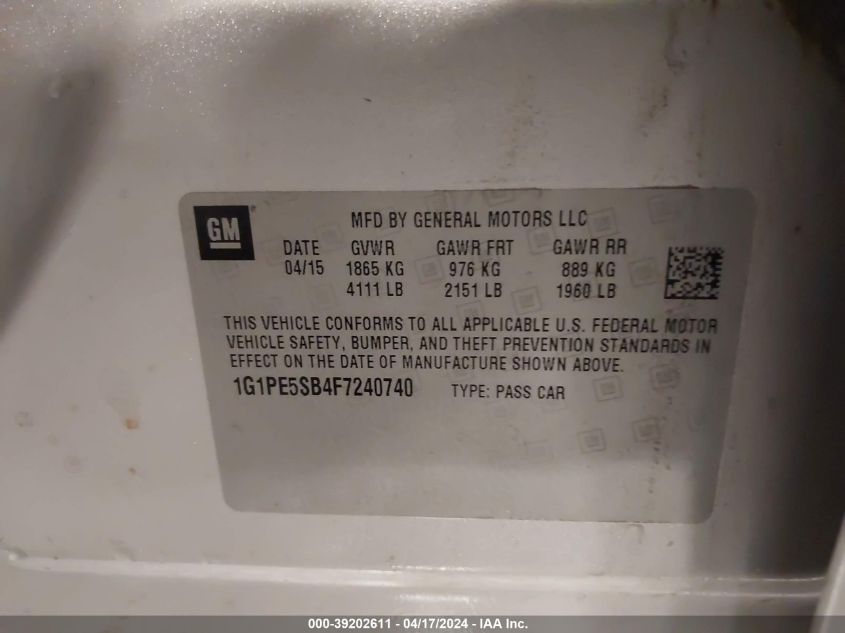 GM ®
MFD BY GENERAL MOTORS LLC
DATE GVWR GAWR FRT GAWR RR
04/15 1865 KG 976 KG 889 KG
4111 LB 2151 LB 1960 LB
THIS VEHICLE CONFORMS TO ALL APPLICABLE U.S. FEDERAL MOTOR
VEHICLE SAFETY, BUMPER, AND THEFT PREVENTION STANDARDS IN
EFFECT ON THE DATE OF MANUFACTURE SHOWN ABOVE.
1G1PE5SB4F7240740 TYPE: PASS CAR
000-39202611 - 04/17/2024 - IAA Inc.